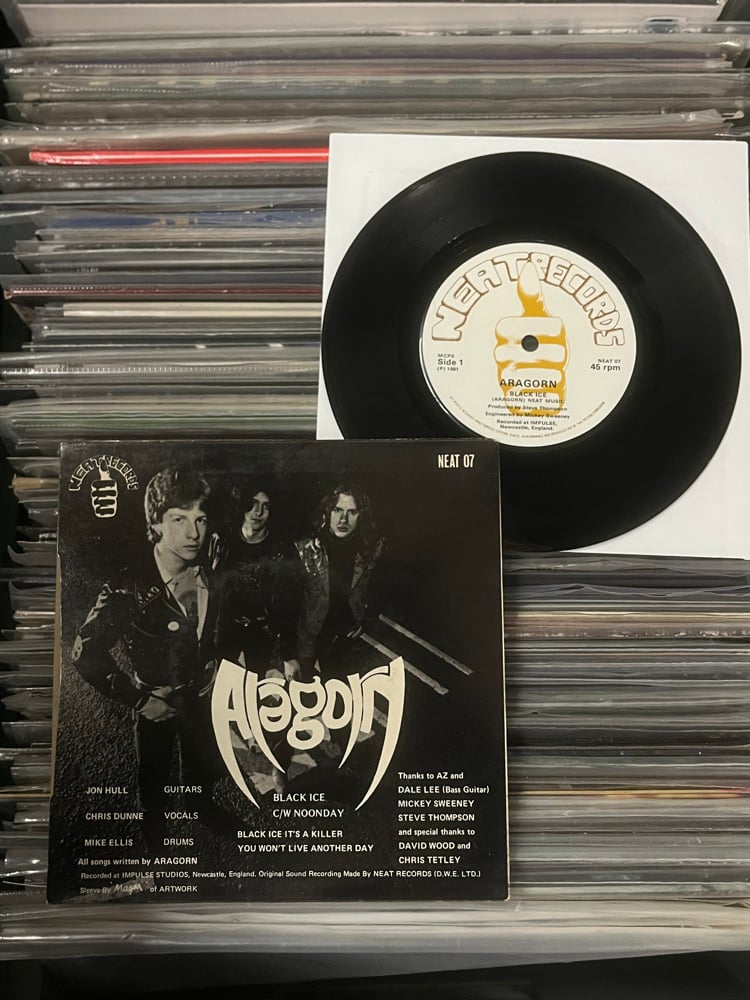 NEAT RECORDS
MCPS
Side 1
(P) 1981
NEAT 07
45 rpm
ARAGORN
BLACK ICE
(ARAGORN) NEAT MUSIC
Produced by Steve Thompson
Engineered by Mickey Sweeney
Recorded at IMPULSE,
Newcastle, England.
NEAT RECORDS
NEAT 07
Aragorn
JON HULL GUITARS
CHRIS DUNNE VOCALS
MIKE ELLIS DRUMS
BLACK ICE
C/W NOONDAY
BLACK ICE IT'S A KILLER
YOU WON'T LIVE ANOTHER DAY
Thanks to AZ and
DALE LEE (Bass Guitar)
MICKEY SWEENEY
STEVE THOMPSON
and special thanks to
DAVID WOOD and
CHRIS TETLEY
All songs written by ARAGORN
Recorded at IMPULSE STUDIOS, Newcastle, England. Original Sound Recording Made By NEAT RECORDS (D.W.E. LTD.)
Sleeve By Magda of ARTWORK